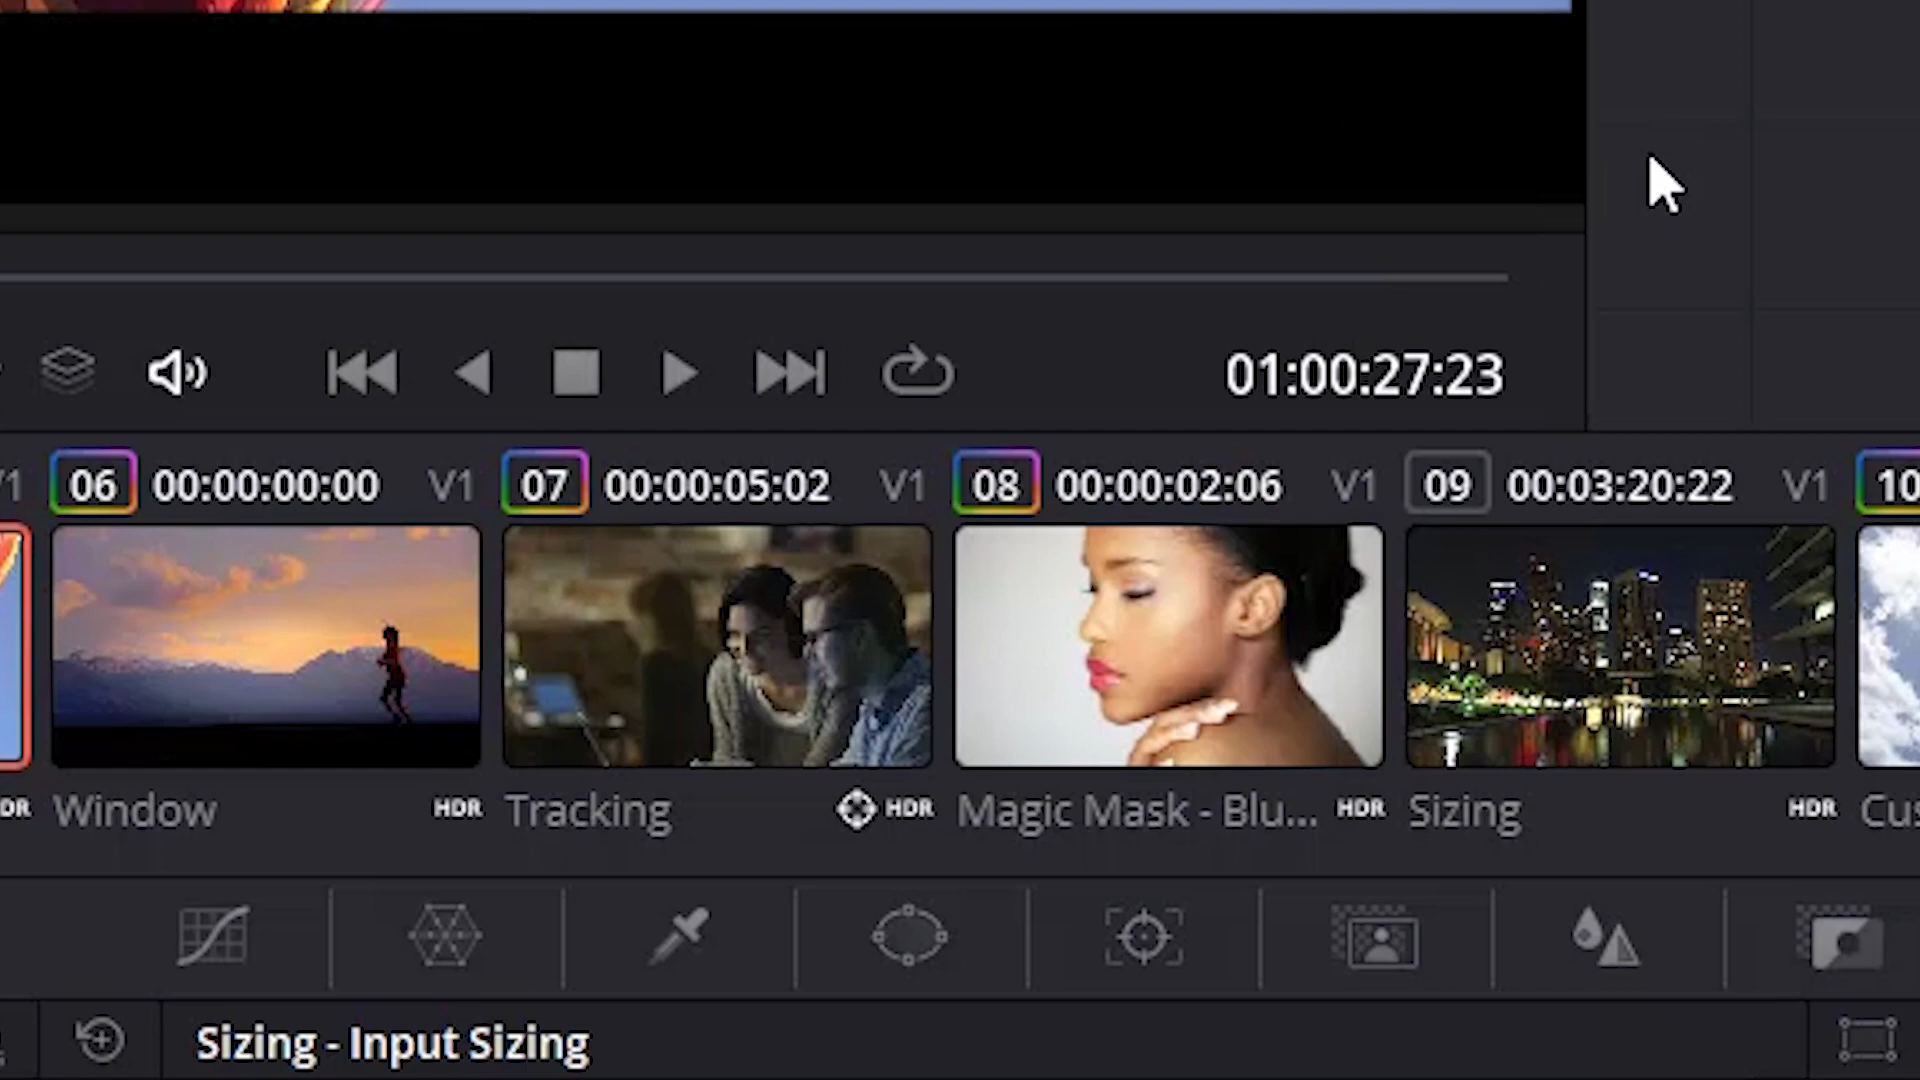 01:00:27:23
V1 06 00:00:00:00 V1 07 00:00:05:02 V1 08 00:00:02:06 V1 09 00:03:20:22 V1 10
Window HDR Tracking HDR Magic Mask - Blu... HDR Sizing HDR
Sizing - Input Sizing